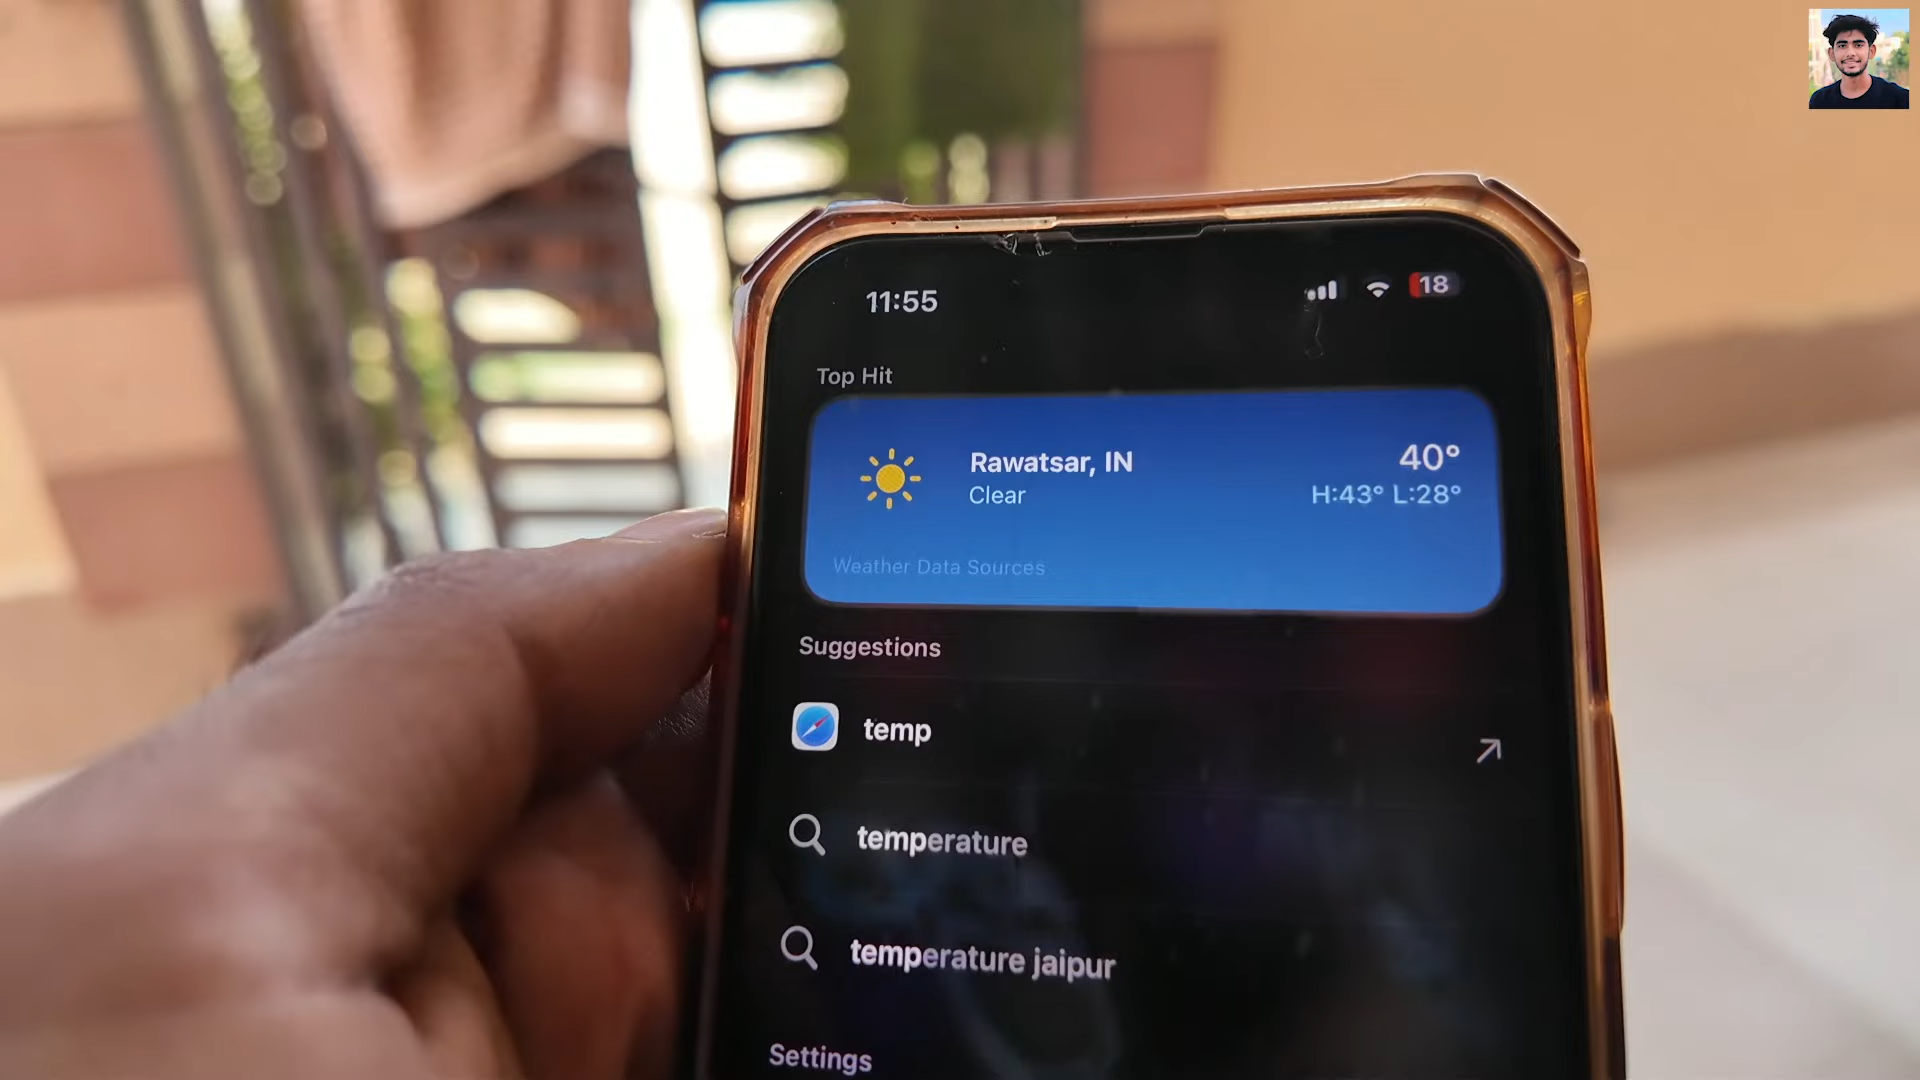 11:55
18
Top Hit
Rawatsar, IN
40°
Clear
H:43° L:28°
Weather Data Sources
Suggestions
temp
temperature
temperature jaipur
Settings